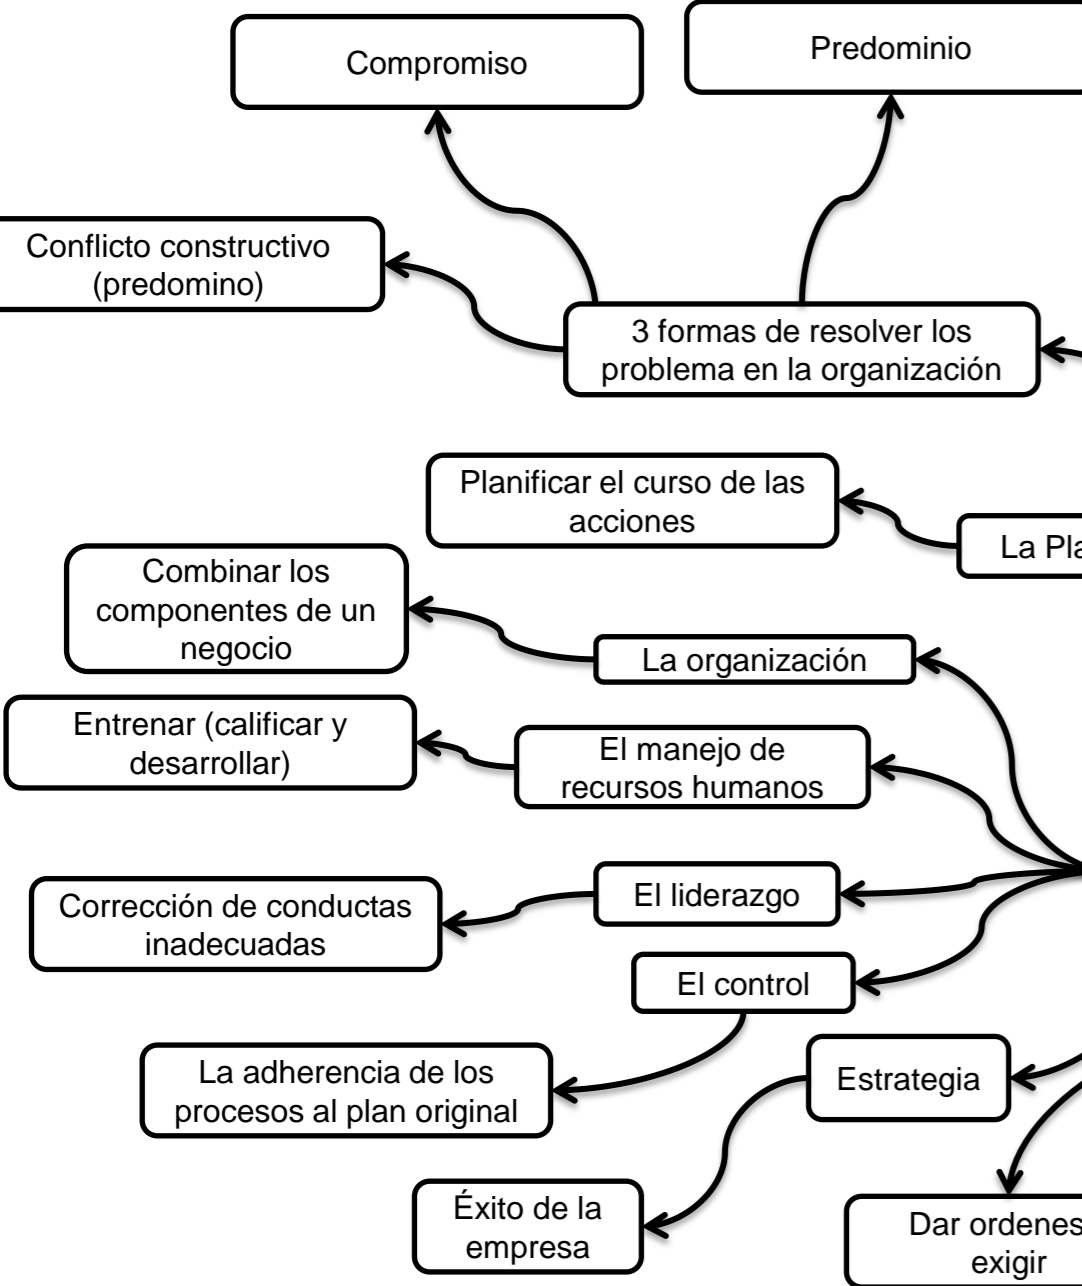 Compromiso
Predominio
Conflicto constructivo
(predomino)
3 formas de resolver los
problema en la organización
Planificar el curso de las
acciones
La Pla
Combinar los
componentes de un
negocio
La organización
Entrenar (calificar y
desarrollar)
El manejo de
recursos humanos
El liderazgo
Corrección de conductas
inadecuadas
El control
La adherencia de los
procesos al plan original
Estrategia
Éxito de la
empresa
Dar ordenes
exigir